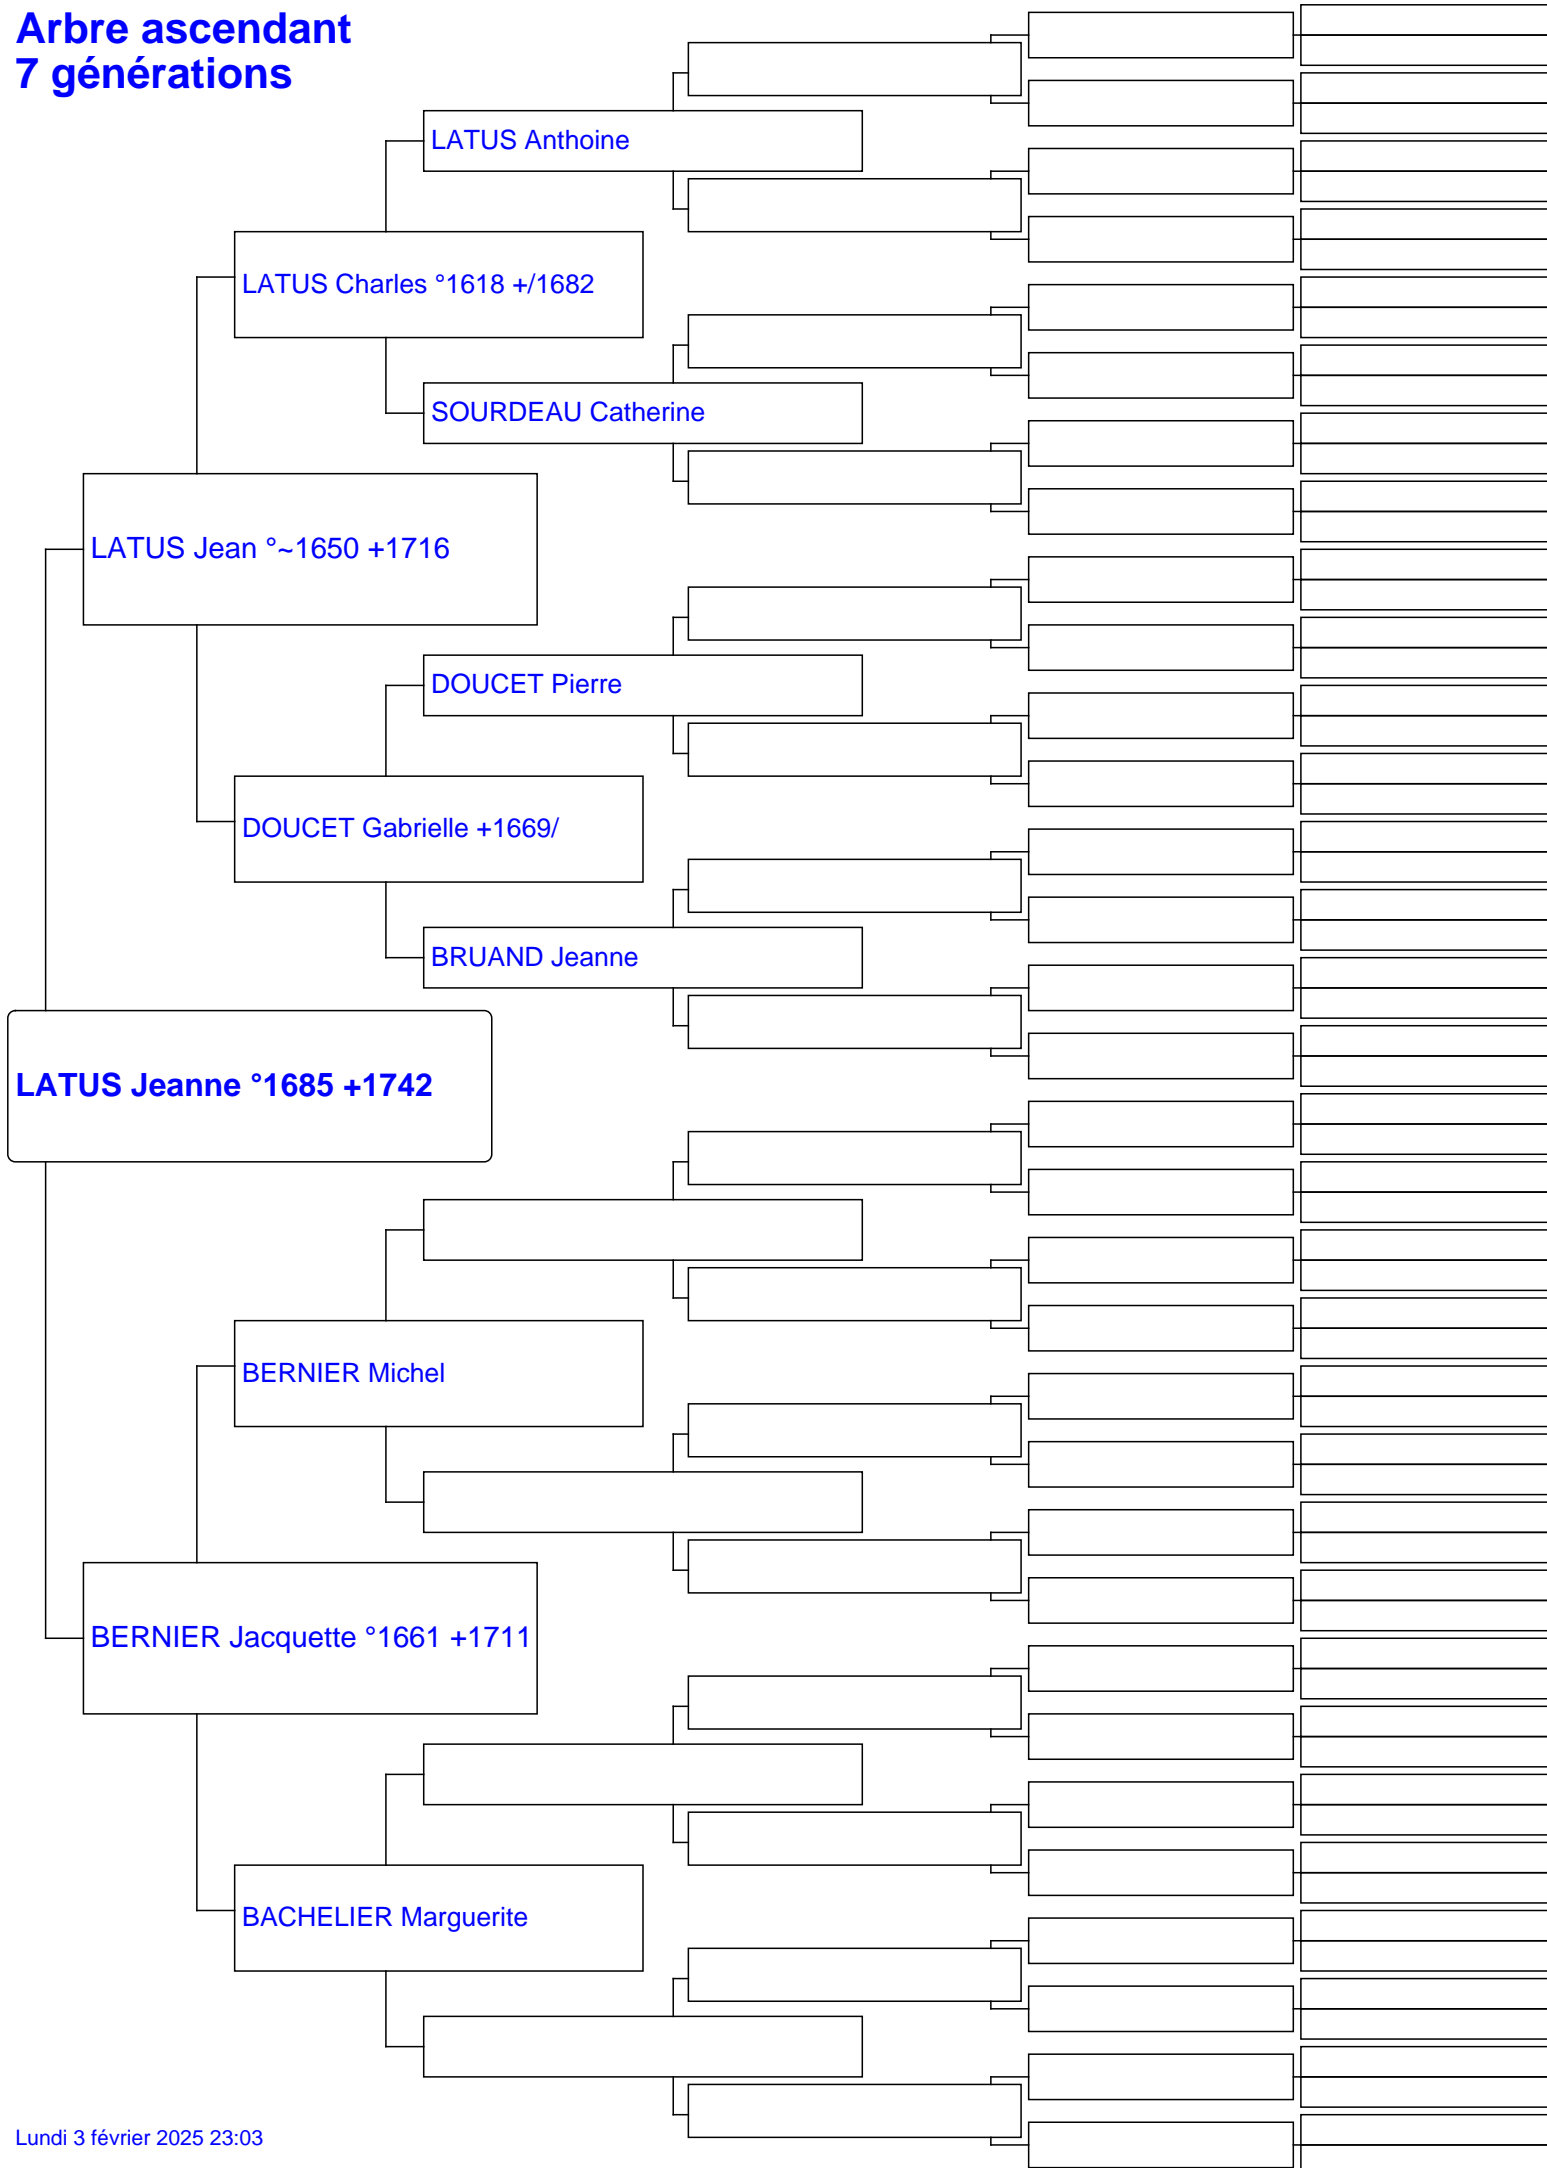 Arbre ascendant
7 générations
LATUS Anthoine
LATUS Charles °1618 +/1682
SOURDEAU Catherine
LATUS Jean °~1650 +1716
DOUCET Pierre
DOUCET Gabrielle +1669/
BRUAND Jeanne
LATUS Jeanne °1685 +1742
BERNIER Michel
BERNIER Jacquette °1661 +1711
BACHELIER Marguerite
Lundi 3 février 2025 23:03